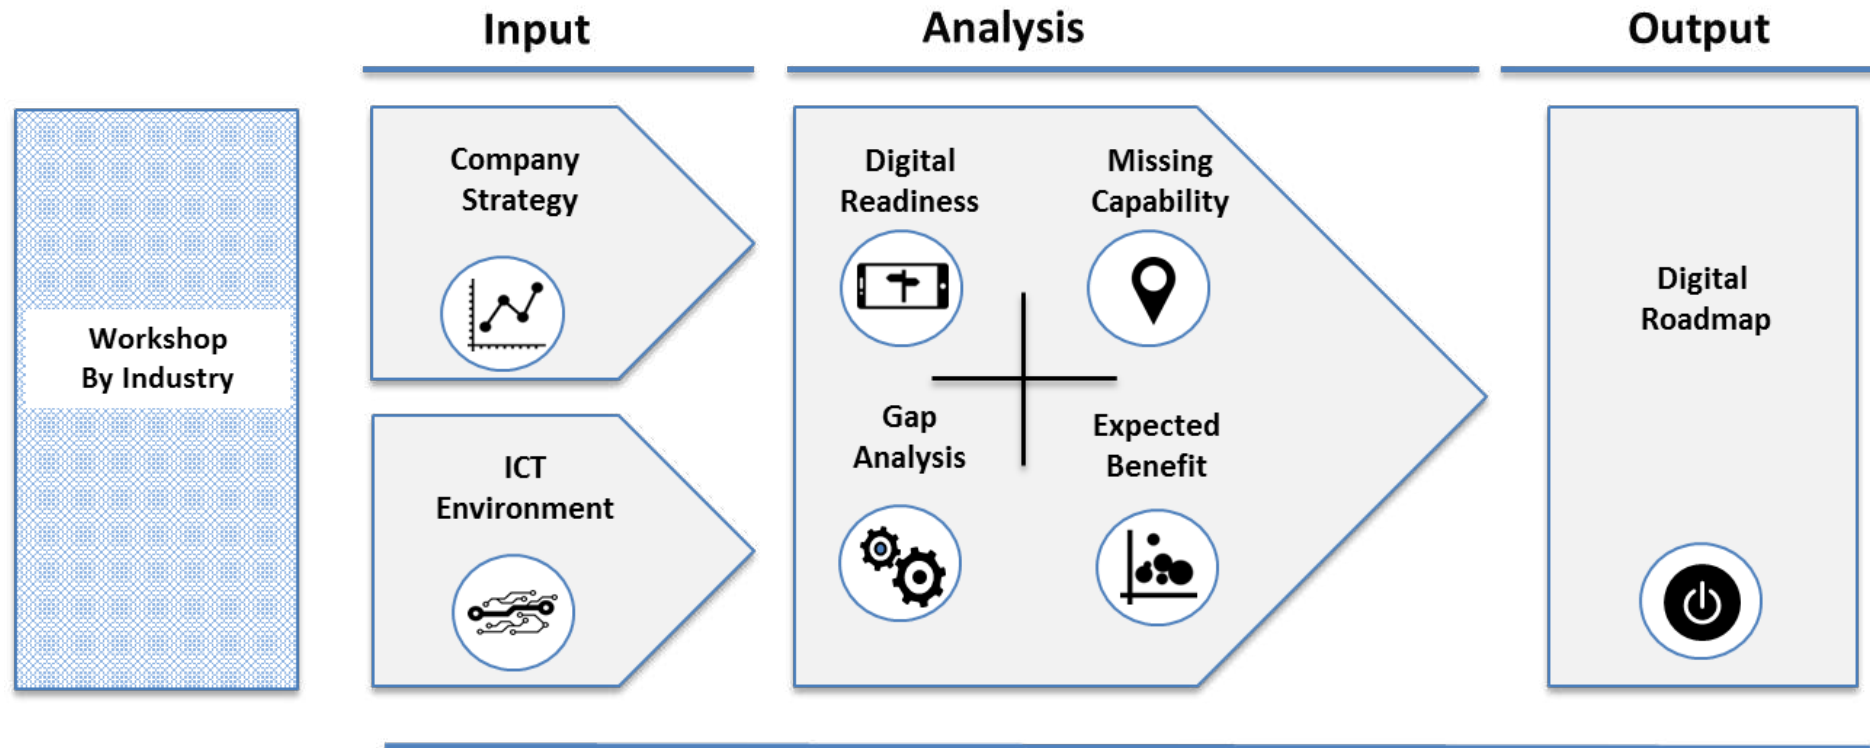 Input
Analysis
Output
Workshop
By Industry
Company
Strategy
ICT
Environment
Digital
Readiness
Missing
Capability
Gap
Analysis
Expected
Benefit
Digital
Roadmap